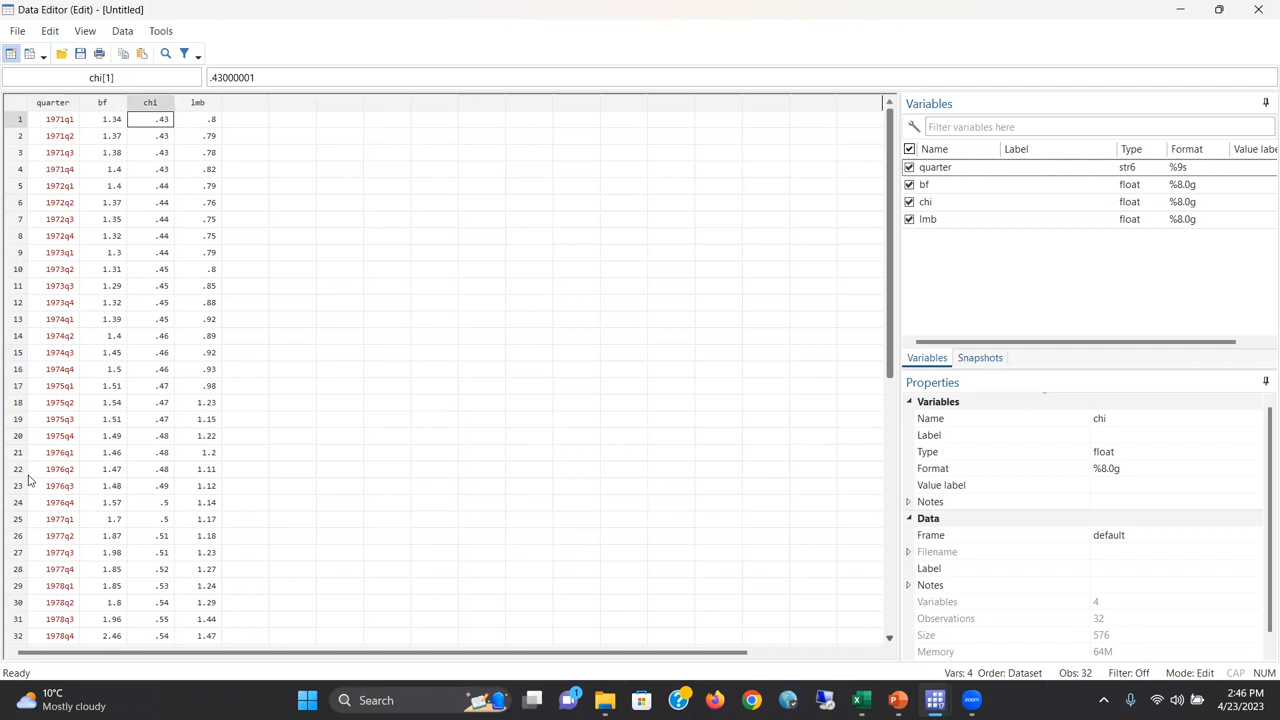 Data Editor (Edit) - [Untitled]
File Edit View Data Tools
chi[1] .43000001
quarter bf chi lmb
1 1971q1 1.34 .43 .8
2 1971q2 1.37 .43 .79
3 1971q3 1.38 .43 .78
4 1971q4 1.4 .43 .82
5 1972q1 1.4 .44 .79
6 1972q2 1.37 .44 .76
7 1972q3 1.35 .44 .75
8 1972q4 1.32 .44 .75
9 1973q1 1.3 .44 .79
10 1973q2 1.31 .45 .8
11 1973q3 1.29 .45 .85
12 1973q4 1.32 .45 .88
13 1974q1 1.39 .45 .92
14 1974q2 1.4 .46 .89
15 1974q3 1.45 .46 .92
16 1974q4 1.5 .46 .93
17 1975q1 1.51 .47 .98
18 1975q2 1.54 .47 1.23
19 1975q3 1.51 .47 1.15
20 1975q4 1.49 .48 1.22
21 1976q1 1.46 .48 1.2
22 1976q2 1.47 .48 1.11
23 1976q3 1.48 .49 1.12
24 1976q4 1.57 .5 1.14
25 1977q1 1.7 .5 1.17
26 1977q2 1.87 .51 1.18
27 1977q3 1.98 .51 1.23
28 1977q4 1.85 .52 1.27
29 1978q1 1.85 .53 1.24
30 1978q2 1.8 .54 1.29
31 1978q3 1.96 .55 1.44
32 1978q4 2.46 .54 1.47
Variables
Filter variables here
Name Label Type Format Value labe
quarter str6 %9s
bf float %8.0g
chi float %8.0g
lmb float %8.0g
Variables Snapshots
Properties
Variables
Name chi
Label
Type float
Format %8.0g
Value label
Notes
Data
Frame default
Filename
Label
Notes
Variables 4
Observations 32
Size 576
Memory 64M
Ready Vars: 4 Order: Dataset Obs: 32 Filter: Off Mode: Edit CAP NUM
10°C
Mostly cloudy
Search
1
zoom
2:46 PM
4/23/2023